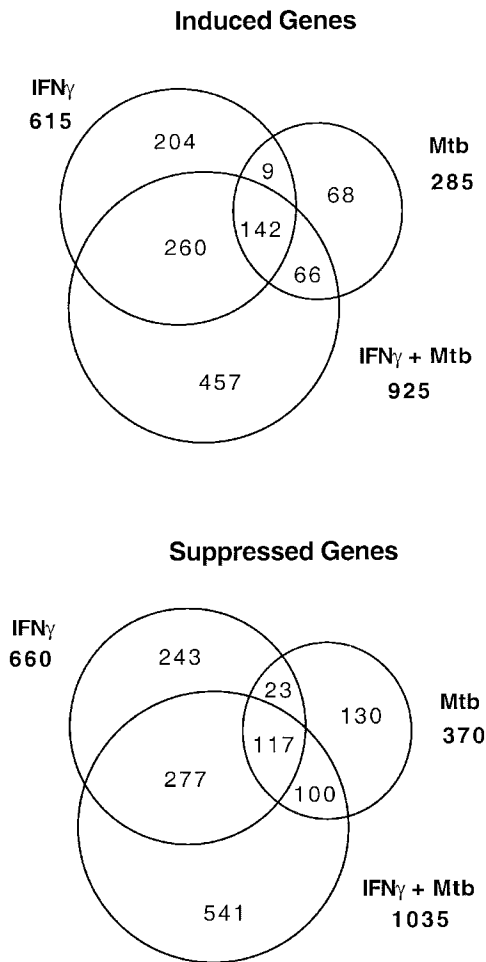 Induced Genes
IFNγ
615
204
9
Mtb
285
68
142
260
66
IFNγ + Mtb
925
457
Suppressed Genes
IFNγ
660
243
23
Mtb
370
130
117
277
100
IFNγ + Mtb
1035
541